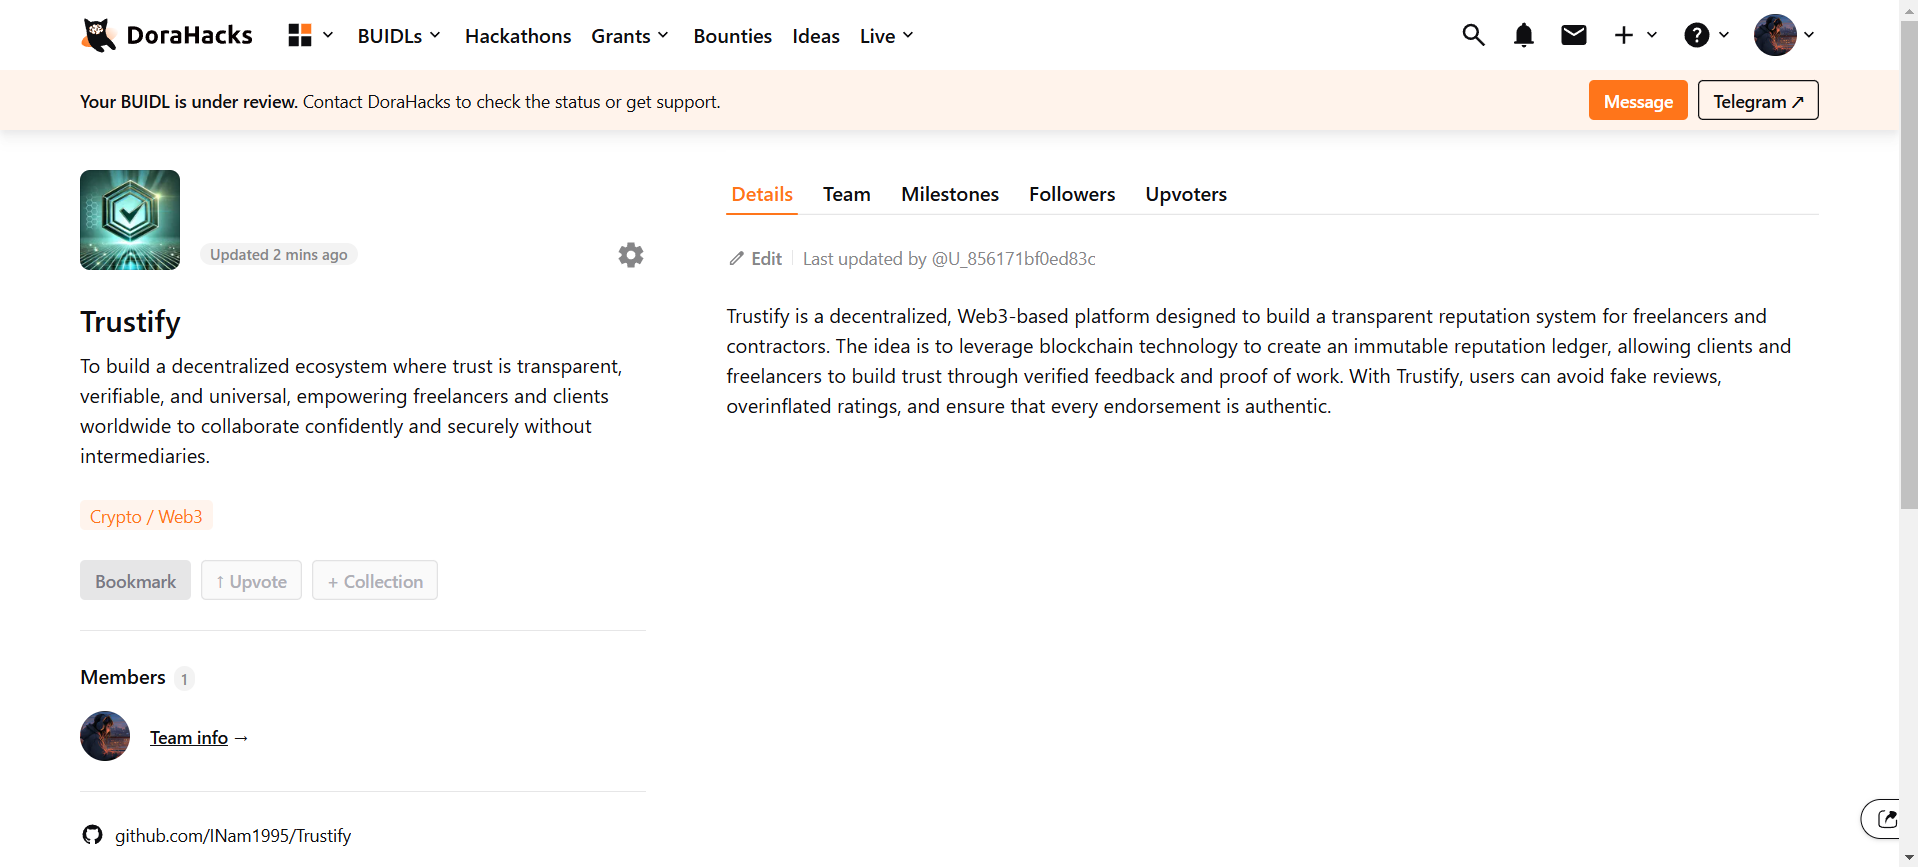 DoraHacks
BUIDLs
Hackathons
Grants
Bounties
Ideas
Live
Your BUIDL is under review. Contact DoraHacks to check the status or get support.
Message
Telegram ↗
Updated 2 mins ago
Trustify
To build a decentralized ecosystem where trust is transparent,
verifiable, and universal, empowering freelancers and clients
worldwide to collaborate confidently and securely without
intermediaries.
Crypto / Web3
Bookmark
↑ Upvote
+ Collection
Members 1
Team info →
github.com/INam1995/Trustify
Details
Team
Milestones
Followers
Upvoters
Edit
Last updated by @U_856171bf0ed83c
Trustify is a decentralized, Web3-based platform designed to build a transparent reputation system for freelancers and
contractors. The idea is to leverage blockchain technology to create an immutable reputation ledger, allowing clients and
freelancers to build trust through verified feedback and proof of work. With Trustify, users can avoid fake reviews,
overinflated ratings, and ensure that every endorsement is authentic.